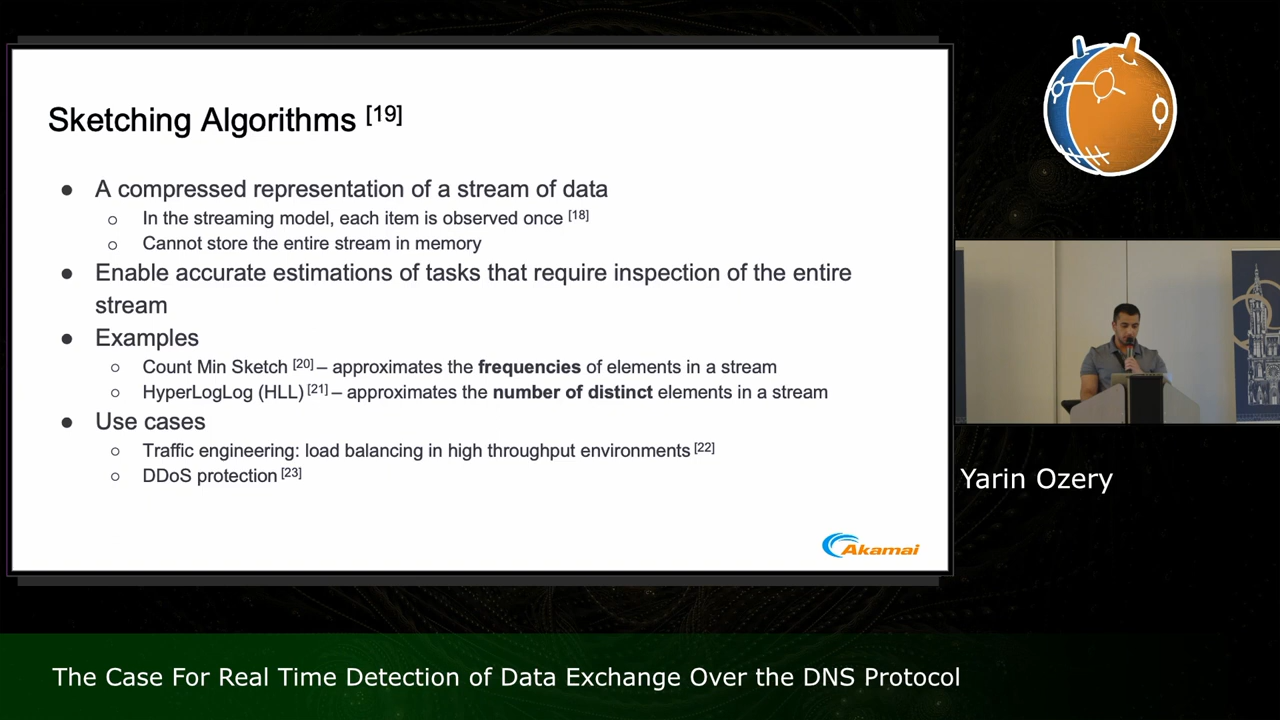 Sketching Algorithms [19]
● A compressed representation of a stream of data
○ In the streaming model, each item is observed once [18]
○ Cannot store the entire stream in memory
● Enable accurate estimations of tasks that require inspection of the entire
stream
● Examples
○ Count Min Sketch [20] – approximates the frequencies of elements in a stream
○ HyperLogLog (HLL) [21] – approximates the number of distinct elements in a stream
● Use cases
○ Traffic engineering: load balancing in high throughput environments [22]
○ DDoS protection [23]
Akamai
Yarin Ozery
The Case For Real Time Detection of Data Exchange Over the DNS Protocol